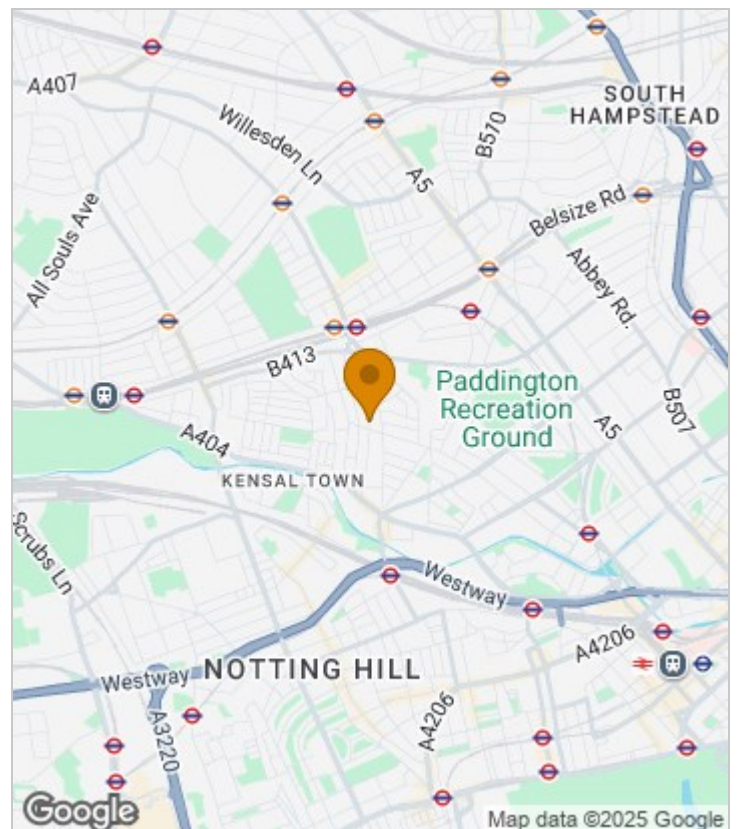 A407
Willesden Ln
B570
SOUTH
HAMPSTEAD
A5
Belsize Rd
All Souls Ave
Abbey Rd.
B413
Paddington
Recreation
Ground
B507
A5
A404
KENSAL TOWN
Scrubs Ln
Westway
A4206
NOTTING HILL
Westway
A3220
A4206
Google
Map data ©2025 Google